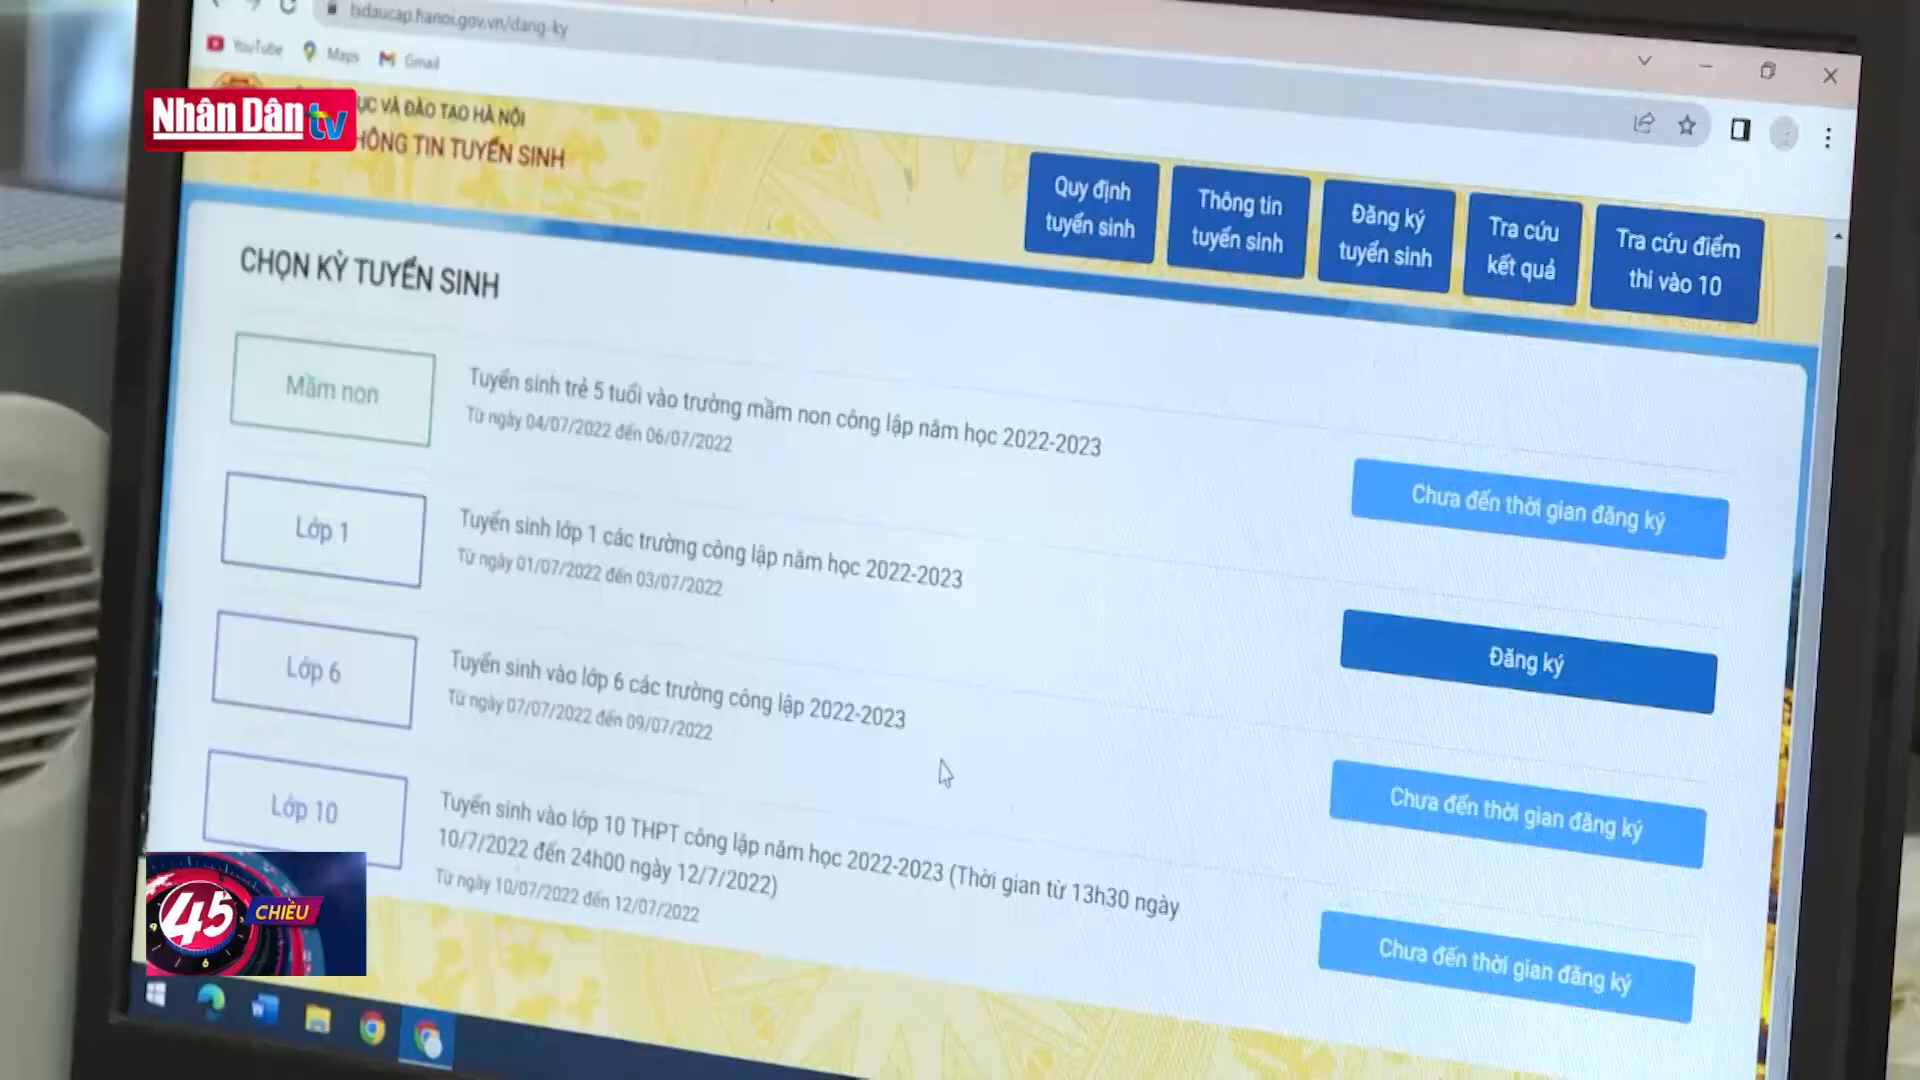 tsdaucap.hanoi.gov.vn/dang-ky
YouTube
Maps
Gmail
Nhân Dân tv
ỤC VÀ ĐÀO TẠO HÀ NỘI
HÔNG TIN TUYỂN SINH
Quy định
tuyển sinh
Thông tin
tuyển sinh
Đăng ký
tuyển sinh
Tra cứu
kết quả
Tra cứu điểm
thi vào 10
CHỌN KỲ TUYỂN SINH
Mầm non
Tuyển sinh trẻ 5 tuổi vào trường mầm non công lập năm học 2022-2023
Từ ngày 04/07/2022 đến 06/07/2022
Chưa đến thời gian đăng ký
Lớp 1
Tuyển sinh lớp 1 các trường công lập năm học 2022-2023
Từ ngày 01/07/2022 đến 03/07/2022
Đăng ký
Lớp 6
Tuyển sinh vào lớp 6 các trường công lập 2022-2023
Từ ngày 07/07/2022 đến 09/07/2022
Chưa đến thời gian đăng ký
Lớp 10
Tuyển sinh vào lớp 10 THPT công lập năm học 2022-2023 (Thời gian từ 13h30 ngày
10/7/2022 đến 24h00 ngày 12/7/2022)
Từ ngày 10/07/2022 đến 12/07/2022
Chưa đến thời gian đăng ký
45
CHIỀU